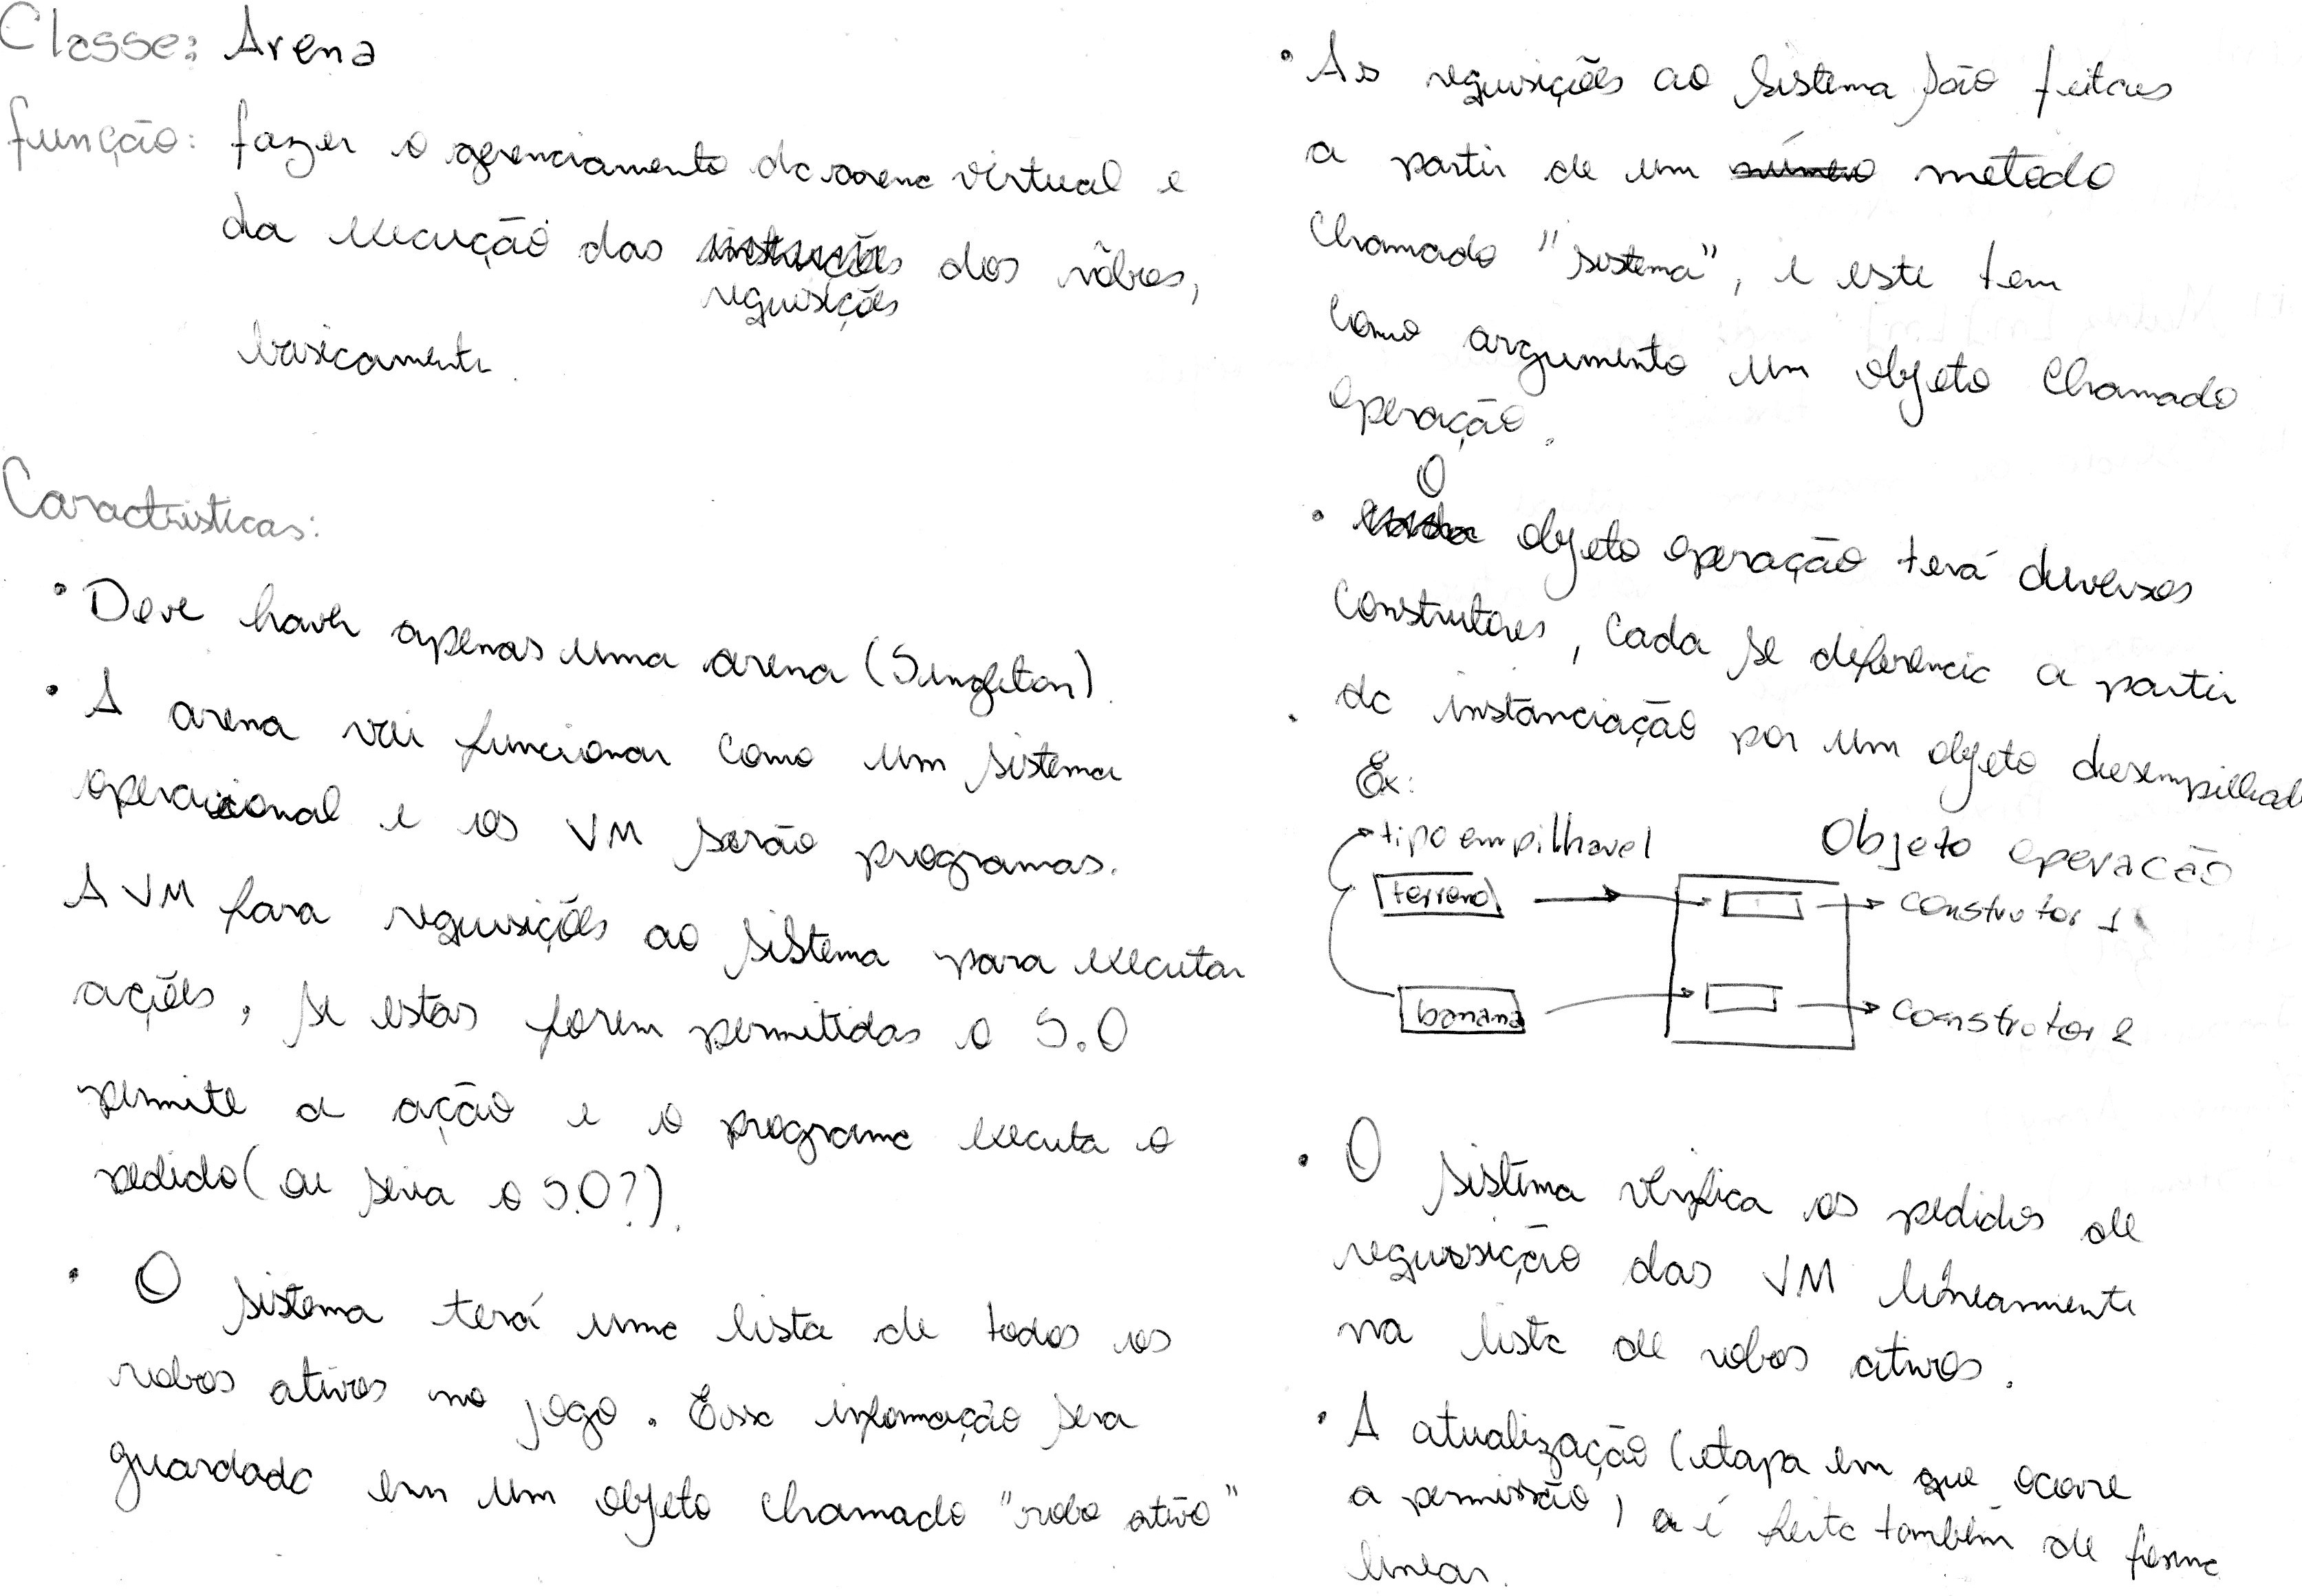 Classe: Arena
função: fazer o gerenciamento da arena virtual e
da execução das instruções dos rôbos,
requisições
basicamente.
Caracteristicas:
• Deve haver apenas uma arena (Singleton).
• A arena vai funcionar como um sistema
operacional e os VM serão programas.
A VM fara requisições ao sistema para executar
ações, se estas forem permitidas o S.O
permite a ação e o programa executa o
pedido (ou seria o S.O?).
• O sistema terá uma lista de todos os
robos ativos no jogo. Essa informação sera
guardada em um objeto chamado "robo ativo"
• As requisições ao sistema são feitas
a partir de um metodo
chamado "sistema", e este tem
como argumento um objeto chamado
operação.
O
• cada objeto operação terá diversos
construtores, cada se diferencia a partir
da instanciação por um objeto desempilhad
Ex:
tipo empilhavel
Objeto operação
terreno
construtor 1
banana
construtor 2
• O sistema verifica os pedidos de
requisição das VM linearmente
na lista de robos ativos.
• A atualização (etapa em que ocorre
a permissão) é feita também de forma
linear.